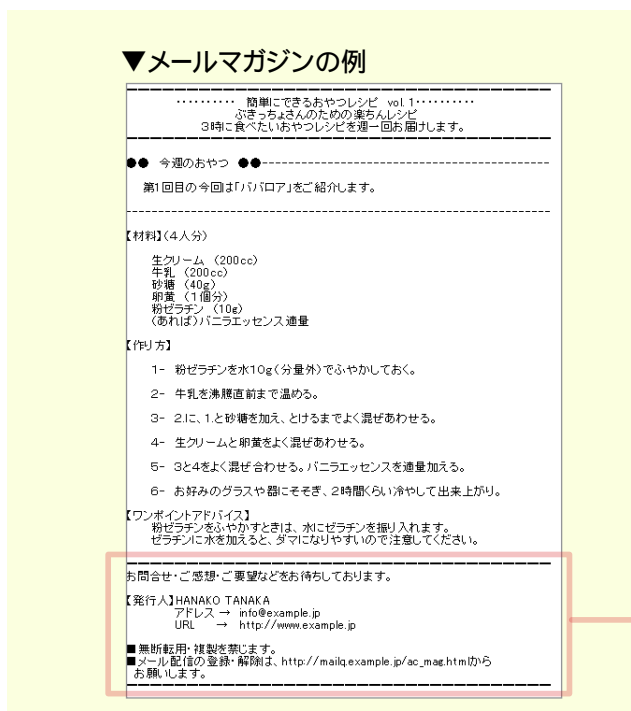 ▼メールマガジンの例
・・・・・・・・・・ 簡単にできるおやつレシピ vol.1・・・・・・・・・・
ぶきっちょさんのための楽ちんレシピ
3時に食べたいおやつレシピを週一回お届けします。
●● 今週のおやつ ●●---------------------------------------------
第1回目の今回は「ババロア」をご紹介します。
【材料】(4人分)
生クリーム (200cc)
牛乳 (200cc)
砂糖 (40g)
卵黄 (1個分)
粉ゼラチン (10g)
(あれば)バニラエッセンス適量
【作り方】
1- 粉ゼラチンを水10g(分量外)でふやかしておく。
2- 牛乳を沸騰直前まで温める。
3- 2.に、1.と砂糖を加え、とけるまでよく混ぜあわせる。
4- 生クリームと卵黄をよく混ぜあわせる。
5- 3と4をよく混ぜ合わせる。バニラエッセンスを適量加える。
6- お好みのグラスや器にそそぎ、2時間くらい冷やして出来上がり。
【ワンポイントアドバイス】
粉ゼラチンをふやかすときは、水にゼラチンを振り入れます。
ゼラチンに水を加えると、ダマになりやすいので注意してください。
お問合せ・ご感想・ご要望などをお待ちしております。
【発行人】HANAKO TANAKA
アドレス → info@example.jp
URL → http://www.example.jp
■無断転用・複製を禁じます。
■メール配信の登録・解除は、http://mailq.example.jp/ac_mag.htmlから
お願いします。